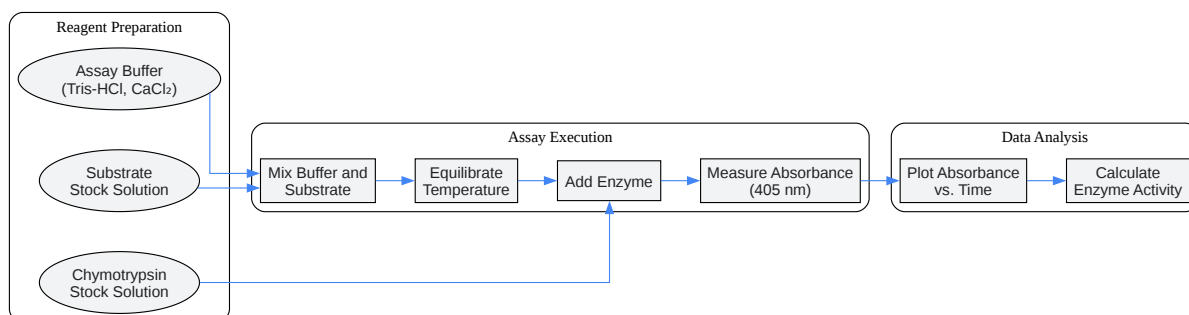 Reagent Preparation
Assay Buffer
(Tris-HCl, CaCl₂)
Substrate
Stock Solution
Chymotrypsin
Stock Solution
Assay Execution
Mix Buffer and
Substrate
Equilibrate
Temperature
Add Enzyme
Measure Absorbance
(405 nm)
Data Analysis
Plot Absorbance
vs. Time
Calculate
Enzyme Activity